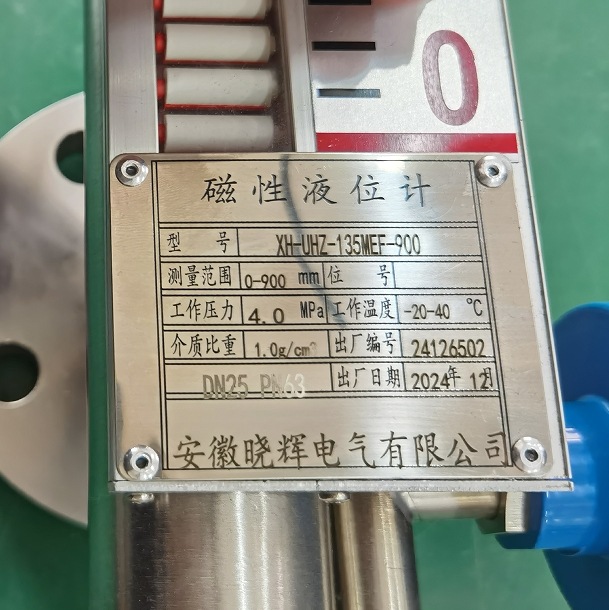 0
磁性液位计
型 号 XH-UHZ-135MEF-900
测量范围 0-900 mm 位 号
工作压力 4.0 MPa 工作温度 -20-40 ℃
介质比重 1.0g/cm³ 出厂编号 24126502
DN25 PN63 出厂日期 2024年 12月
安徽晓辉电气有限公司